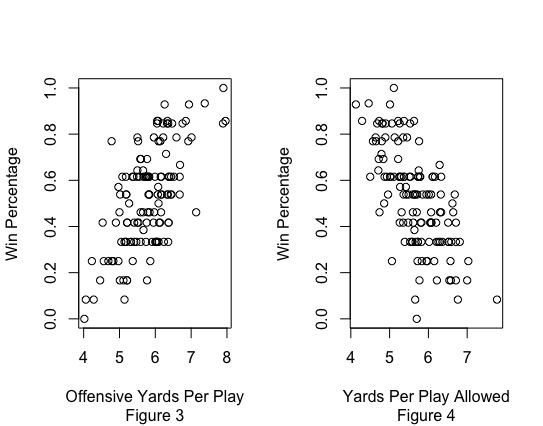 Win Percentage
1.0
0.8
0.6
0.4
0.2
0.0
4 5 6 7 8
Offensive Yards Per Play
Figure 3
Win Percentage
1.0
0.8
0.6
0.4
0.2
0.0
4 5 6 7
Yards Per Play Allowed
Figure 4